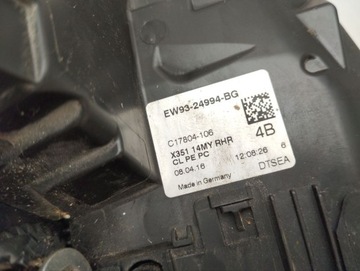 EW93-24994-BG
C17804-106
4B
X351 14MY RHR
CL PE PC
08.04.16 12:08:26 6
Made in Germany DTSEA